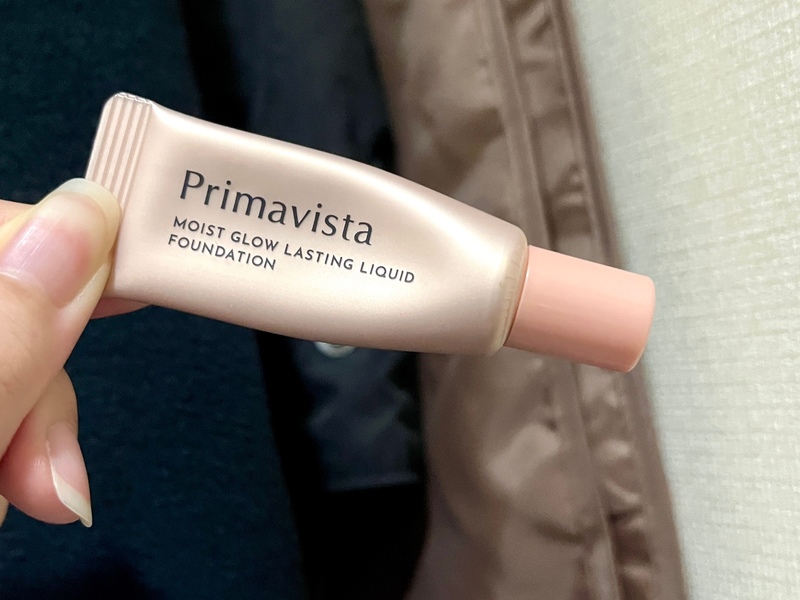 Primavista
MOIST GLOW LASTING LIQUID
FOUNDATION